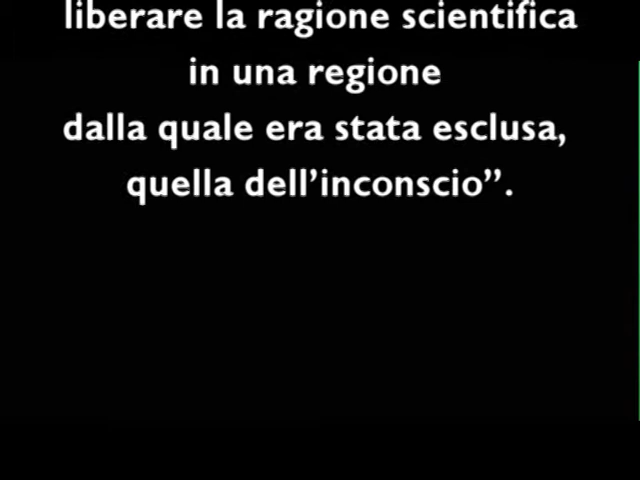 liberare la ragione scientifica
in una regione
dalla quale era stata esclusa,
quella dell’inconscio”.